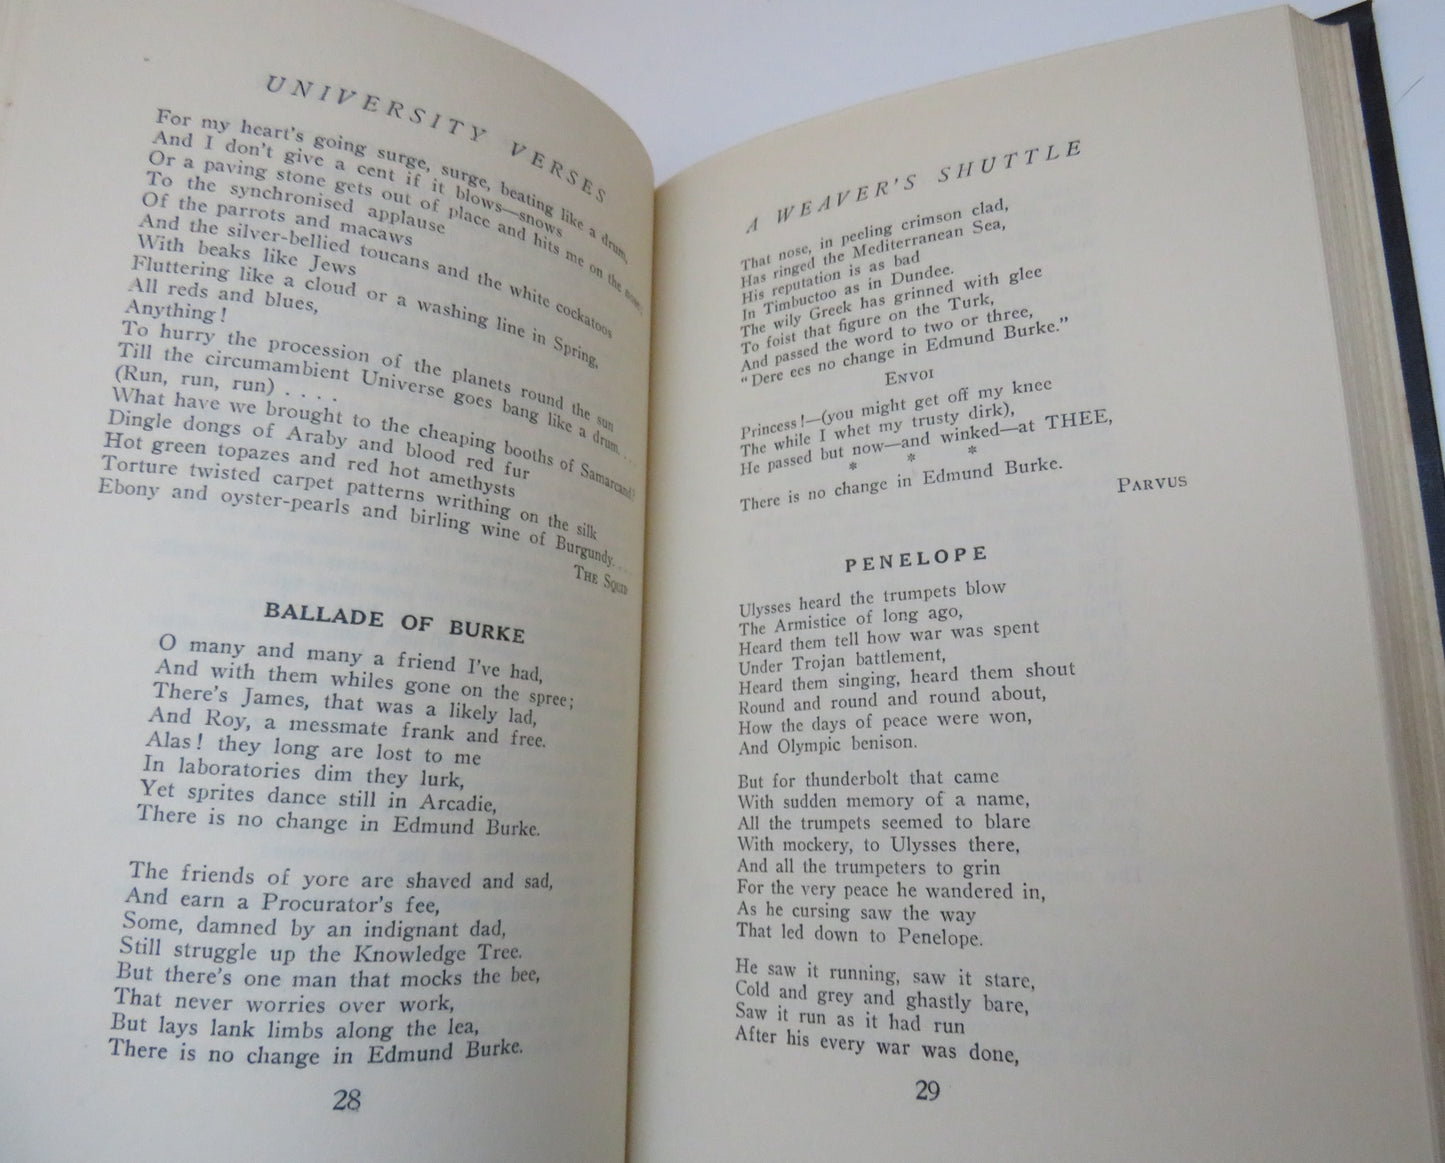 UNIVERSITY VERSES
For my heart's going surge, surge, beating like a drum,
And I don't give a cent if it blows—snows
Or a paving stone gets out of place and hits me on the nose,
To the synchronised applause
Of the parrots and macaws
And the silver-bellied toucans and the white cockatoos
With beaks like Jews
Fluttering like a cloud or a washing line in Spring,
All reds and blues,
Anything!
To hurry the procession of the planets round the sun
Till the circumambient Universe goes bang like a drum. . .
(Run, run, run) . . . .
What have we brought to the cheaping booths of Samarcand?
Dingle dongs of Araby and blood red fur
Hot green topazes and red hot amethysts
Torture twisted carpet patterns writhing on the silk
Ebony and oyster-pearls and birling wine of Burgundy. . .
THE SQUID
BALLADE OF BURKE
O many and many a friend I've had,
And with them whiles gone on the spree;
There's James, that was a likely lad,
And Roy, a messmate frank and free.
Alas! they long are lost to me
In laboratories dim they lurk,
Yet sprites dance still in Arcadie,
There is no change in Edmund Burke.
The friends of yore are shaved and sad,
And earn a Procurator's fee,
Some, damned by an indignant dad,
Still struggle up the Knowledge Tree.
But there's one man that mocks the bee,
That never worries over work,
But lays lank limbs along the lea,
There is no change in Edmund Burke.
28
A WEAVER'S SHUTTLE
That nose, in peeling crimson clad,
Has ringed the Mediterranean Sea,
His reputation is as bad
In Timbuctoo as in Dundee.
The wily Greek has grinned with glee
To foist that figure on the Turk,
And passed the word to two or three,
"Dere ees no change in Edmund Burke."
ENVOI
Princess!—(you might get off my knee
The while I whet my trusty dirk),
He passed but now—and winked—at THEE,
* * *
There is no change in Edmund Burke.
PARVUS
PENELOPE
Ulysses heard the trumpets blow
The Armistice of long ago,
Heard them tell how war was spent
Under Trojan battlement,
Heard them singing, heard them shout
Round and round and round about,
How the days of peace were won,
And Olympic benison.
But for thunderbolt that came
With sudden memory of a name,
All the trumpets seemed to blare
With mockery, to Ulysses there,
And all the trumpeters to grin
For the very peace he wandered in,
As he cursing saw the way
That led down to Penelope.
He saw it running, saw it stare,
Cold and grey and ghastly bare,
Saw it run as it had run
After his every war was done,
29